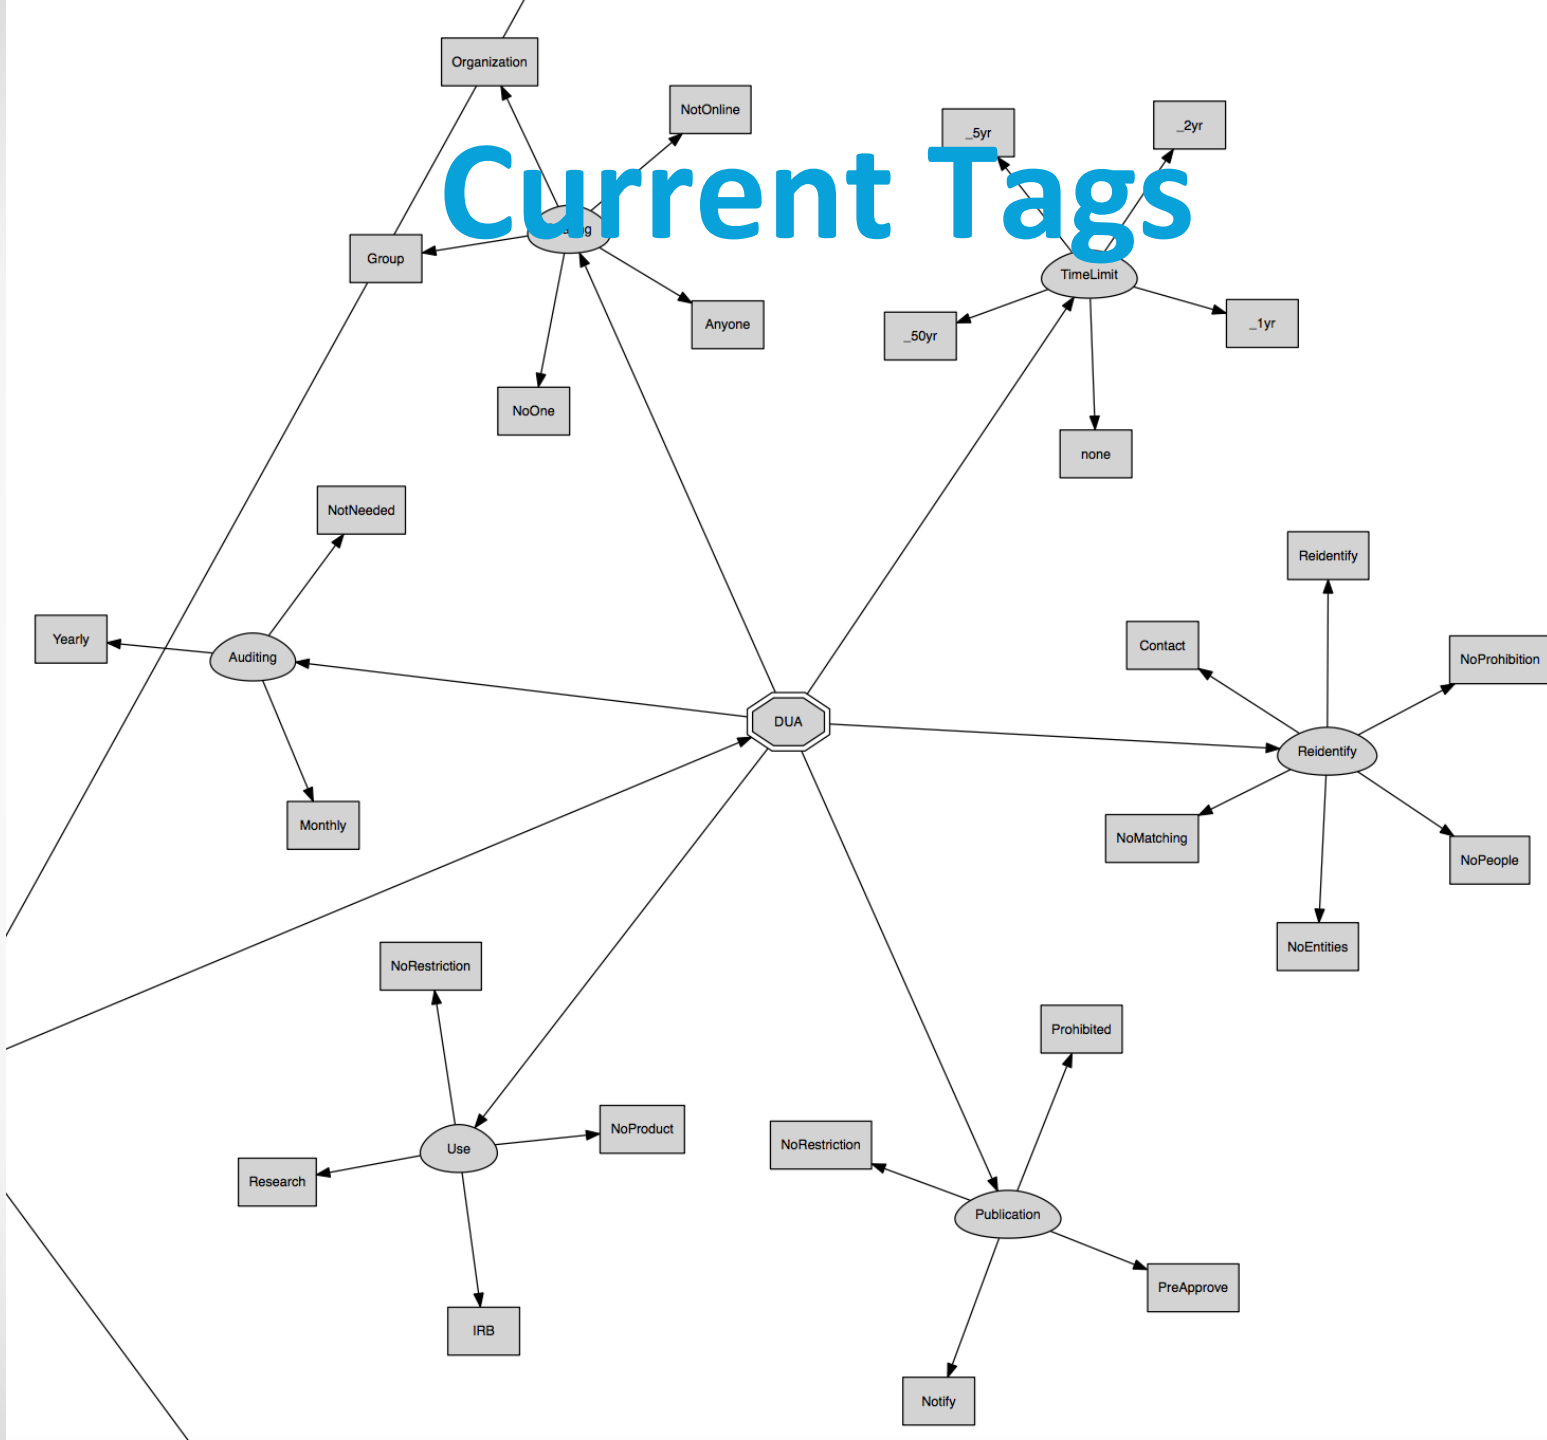 Organization
NotOnline
_5yr
_2yr
Current Tags
Group
TimeLimit
Anyone
_50yr
_1yr
NoOne
none
NotNeeded
Reidentify
Yearly
Auditing
Contact
NoProhibition
DUA
Reidentify
Monthly
NoMatching
NoPeople
NoEntities
NoRestriction
Prohibited
NoProduct
NoRestriction
Use
Research
Publication
PreApprove
IRB
Notify